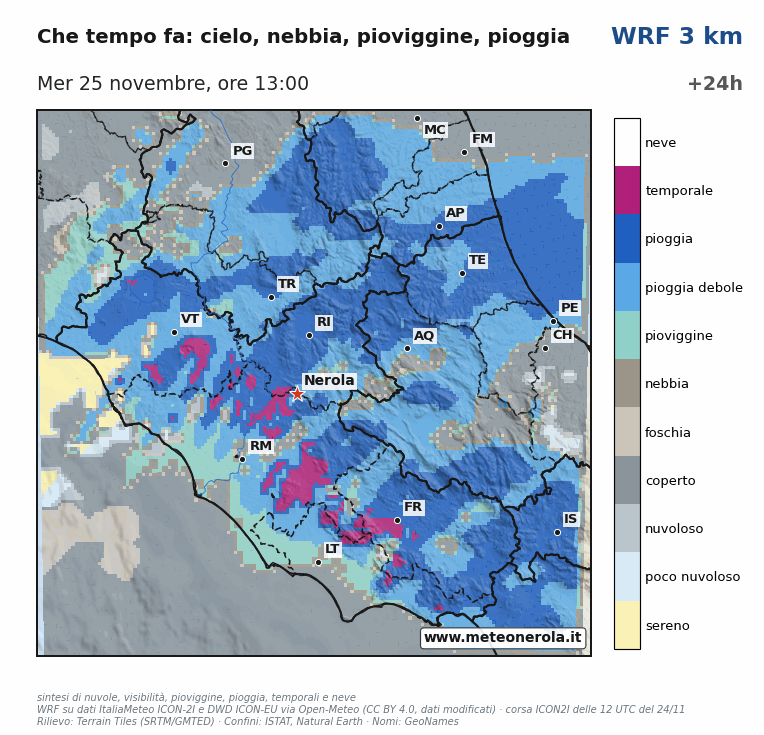 Che tempo fa: cielo, nebbia, pioviggine, pioggia
WRF 3 km
Mer 25 novembre, ore 13:00
+24h
MC
FM
PG
AP
TE
TR
PE
VT
RI
AQ
CH
Nerola
RM
FR
IS
LT
www.meteonerola.it
neve
temporale
pioggia
pioggia debole
pioviggine
nebbia
foschia
coperto
nuvoloso
poco nuvoloso
sereno
sintesi di nuvole, visibilità, pioviggine, pioggia, temporali e neve
WRF su dati ItaliaMeteo ICON-2I e DWD ICON-EU via Open-Meteo (CC BY 4.0, dati modificati) · corsa ICON2I delle 12 UTC del 24/11
Rilievo: Terrain Tiles (SRTM/GMTED) · Confini: ISTAT, Natural Earth · Nomi: GeoNames